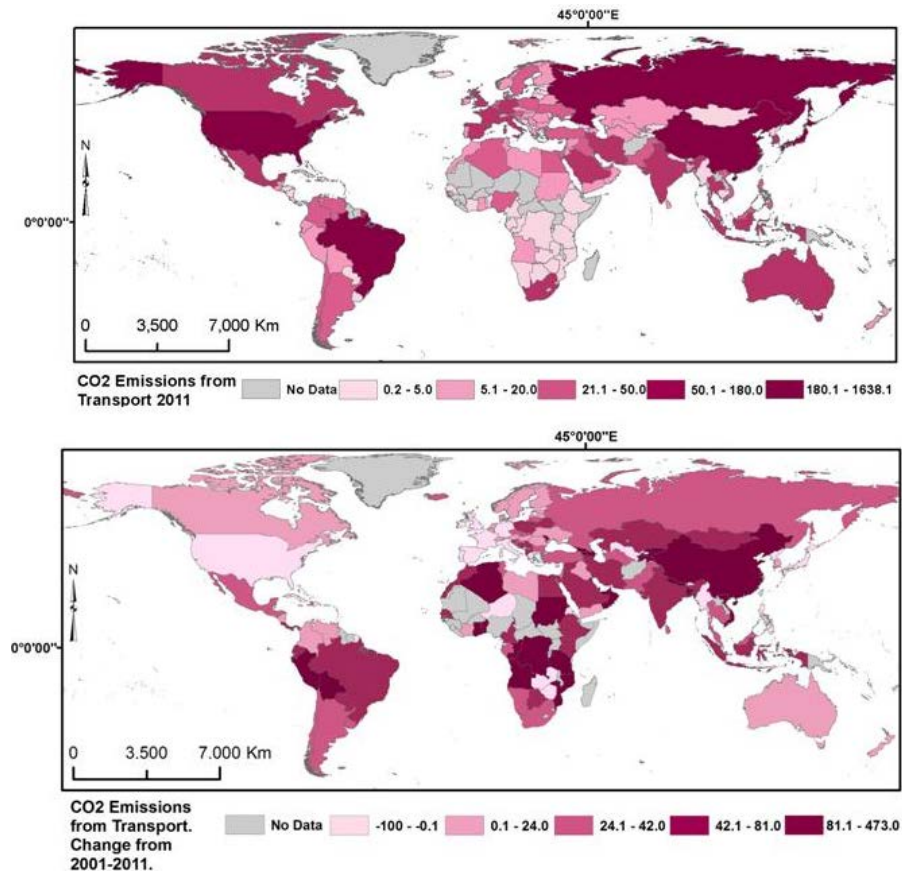 45°0'00"E
N
0°0'00"
0 3,500 7,000 Km
CO2 Emissions from
Transport 2011
No Data 0.2 - 5.0 5.1 - 20.0 21.1 - 50.0 50.1 - 180.0 180.1 - 1638.1
45°0'00"E
N
0°0'00"
0 3.500 7.000 Km
CO2 Emissions
from Transport.
Change from
2001-2011.
No Data -100 - -0.1 0.1 - 24.0 24.1 - 42.0 42.1 - 81.0 81.1 - 473.0